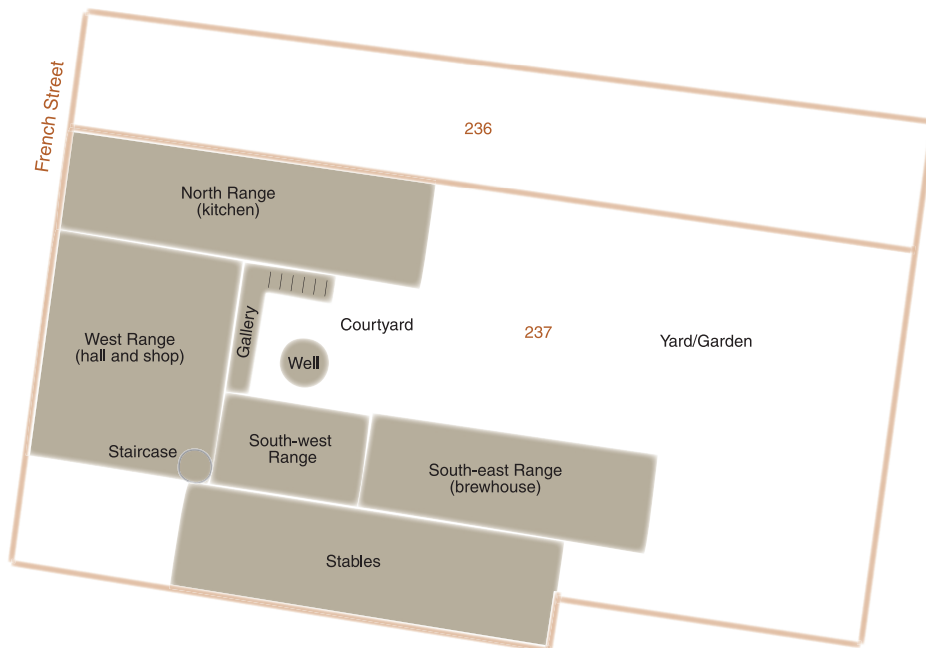 French Street
236
North Range
(kitchen)
Gallery
Courtyard
237
Yard/Garden
West Range
(hall and shop)
Well
Staircase
South-west
Range
South-east Range
(brewhouse)
Stables